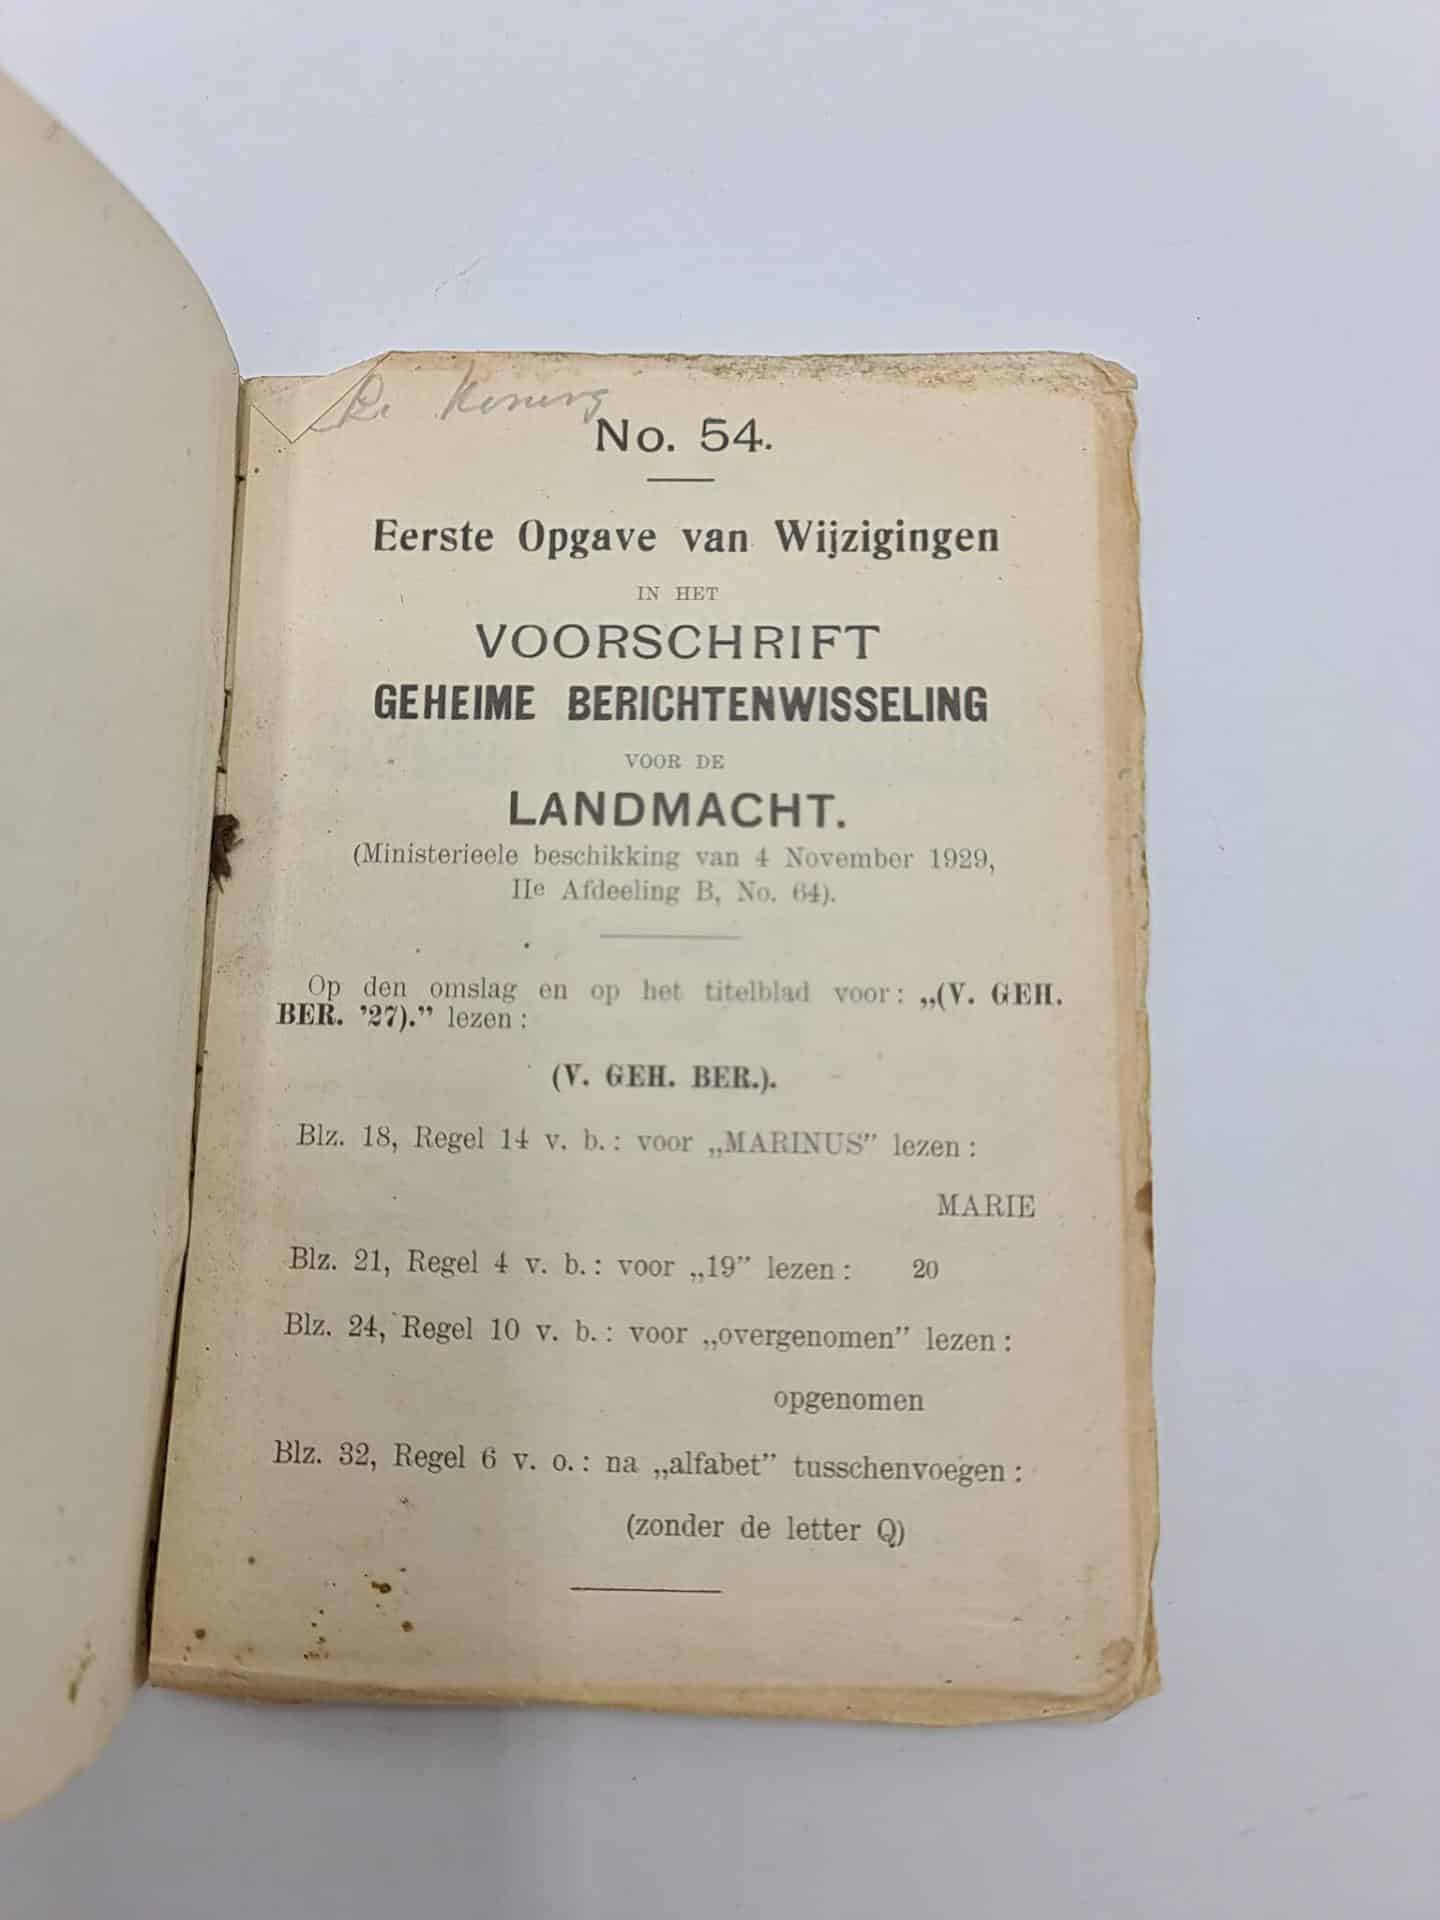 De Koning
No. 54.
Eerste Opgave van Wijzigingen
IN HET
VOORSCHRIFT
GEHEIME BERICHTENWISSELING
VOOR DE
LANDMACHT.
(Ministerieele beschikking van 4 November 1929,
IIe Afdeeling B, No. 64).
Op den omslag en op het titelblad voor: „(V. GEH.
BER. ’27).” lezen:
(V. GEH. BER.).
Blz. 18, Regel 14 v. b.: voor „MARINUS” lezen:
MARIE
Blz. 21, Regel 4 v. b.: voor „19” lezen: 20
Blz. 24, Regel 10 v. b.: voor „overgenomen” lezen:
opgenomen
Blz. 32, Regel 6 v. o.: na „alfabet” tusschenvoegen:
(zonder de letter Q)